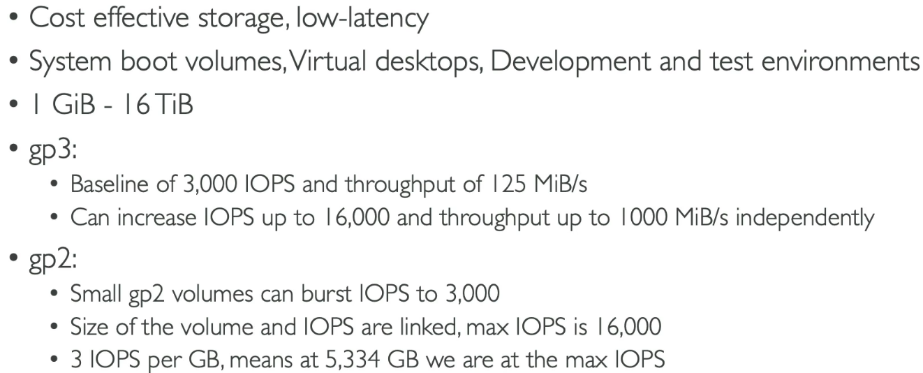 • Cost effective storage, low-latency
• System boot volumes, Virtual desktops, Development and test environments
• 1 GiB - 16 TiB
• gp3:
• Baseline of 3,000 IOPS and throughput of 125 MiB/s
• Can increase IOPS up to 16,000 and throughput up to 1000 MiB/s independently
• gp2:
• Small gp2 volumes can burst IOPS to 3,000
• Size of the volume and IOPS are linked, max IOPS is 16,000
• 3 IOPS per GB, means at 5,334 GB we are at the max IOPS